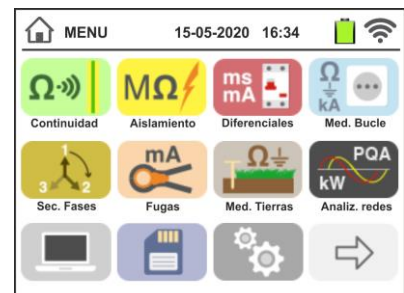 MENU 15-05-2020 16:34
Ω MΩ ms mA Ω kA
Continuidad Aislamiento Diferenciales Med. Bucle
1 3 2 mA Ω PQA kW
Sec. Fases Fugas Med. Tierras Analiz. redes